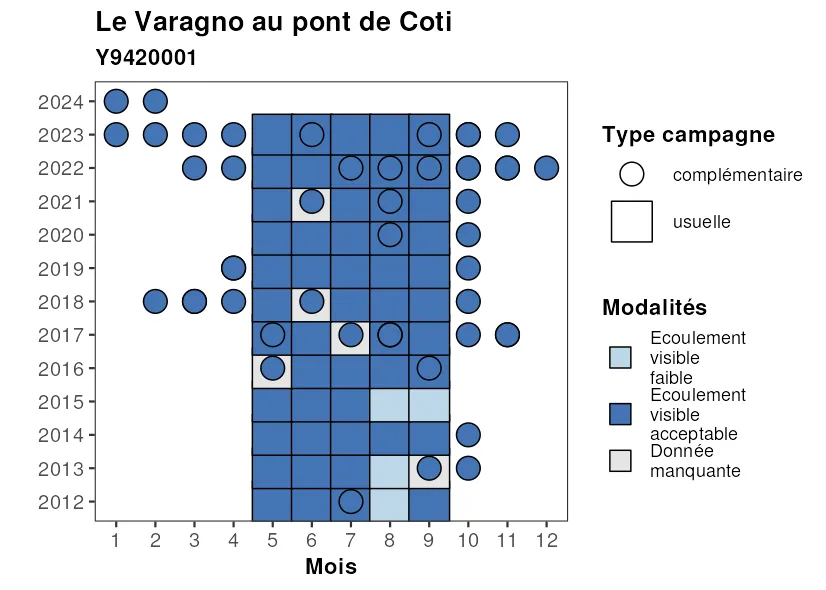 Le Varagno au pont de Coti
Y9420001
2024
2023
2022
2021
2020
2019
2018
2017
2016
2015
2014
2013
2012
1 2 3 4 5 6 7 8 9 10 11 12
Mois
Type campagne
complémentaire
usuelle
Modalités
Ecoulement
visible
faible
Ecoulement
visible
acceptable
Donnée
manquante